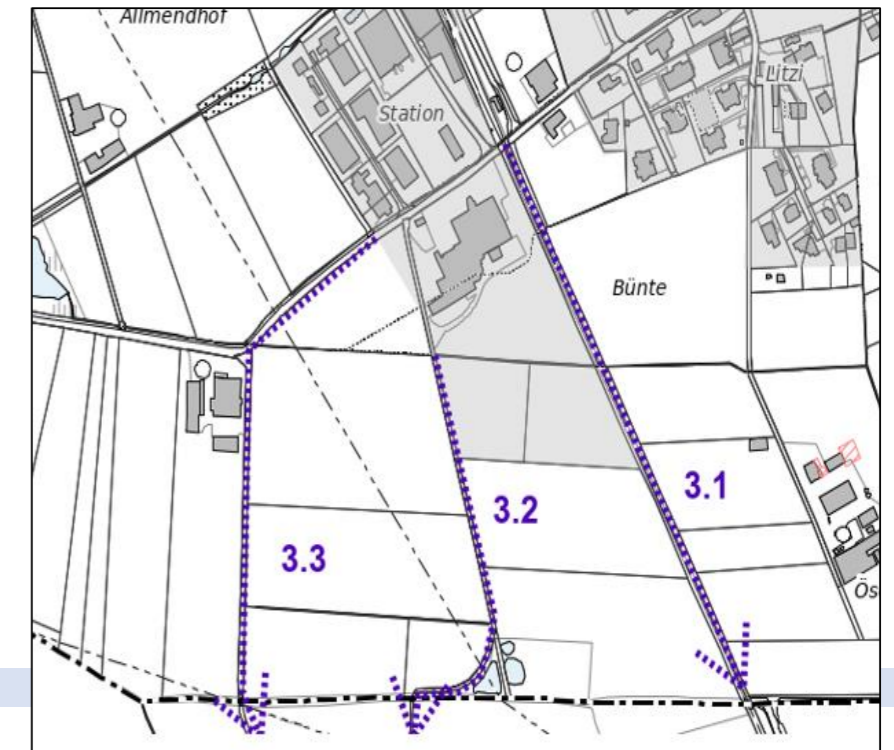 Allmendhof
Litzi
Station
Bünte
3.1
3.2
3.3
Ös